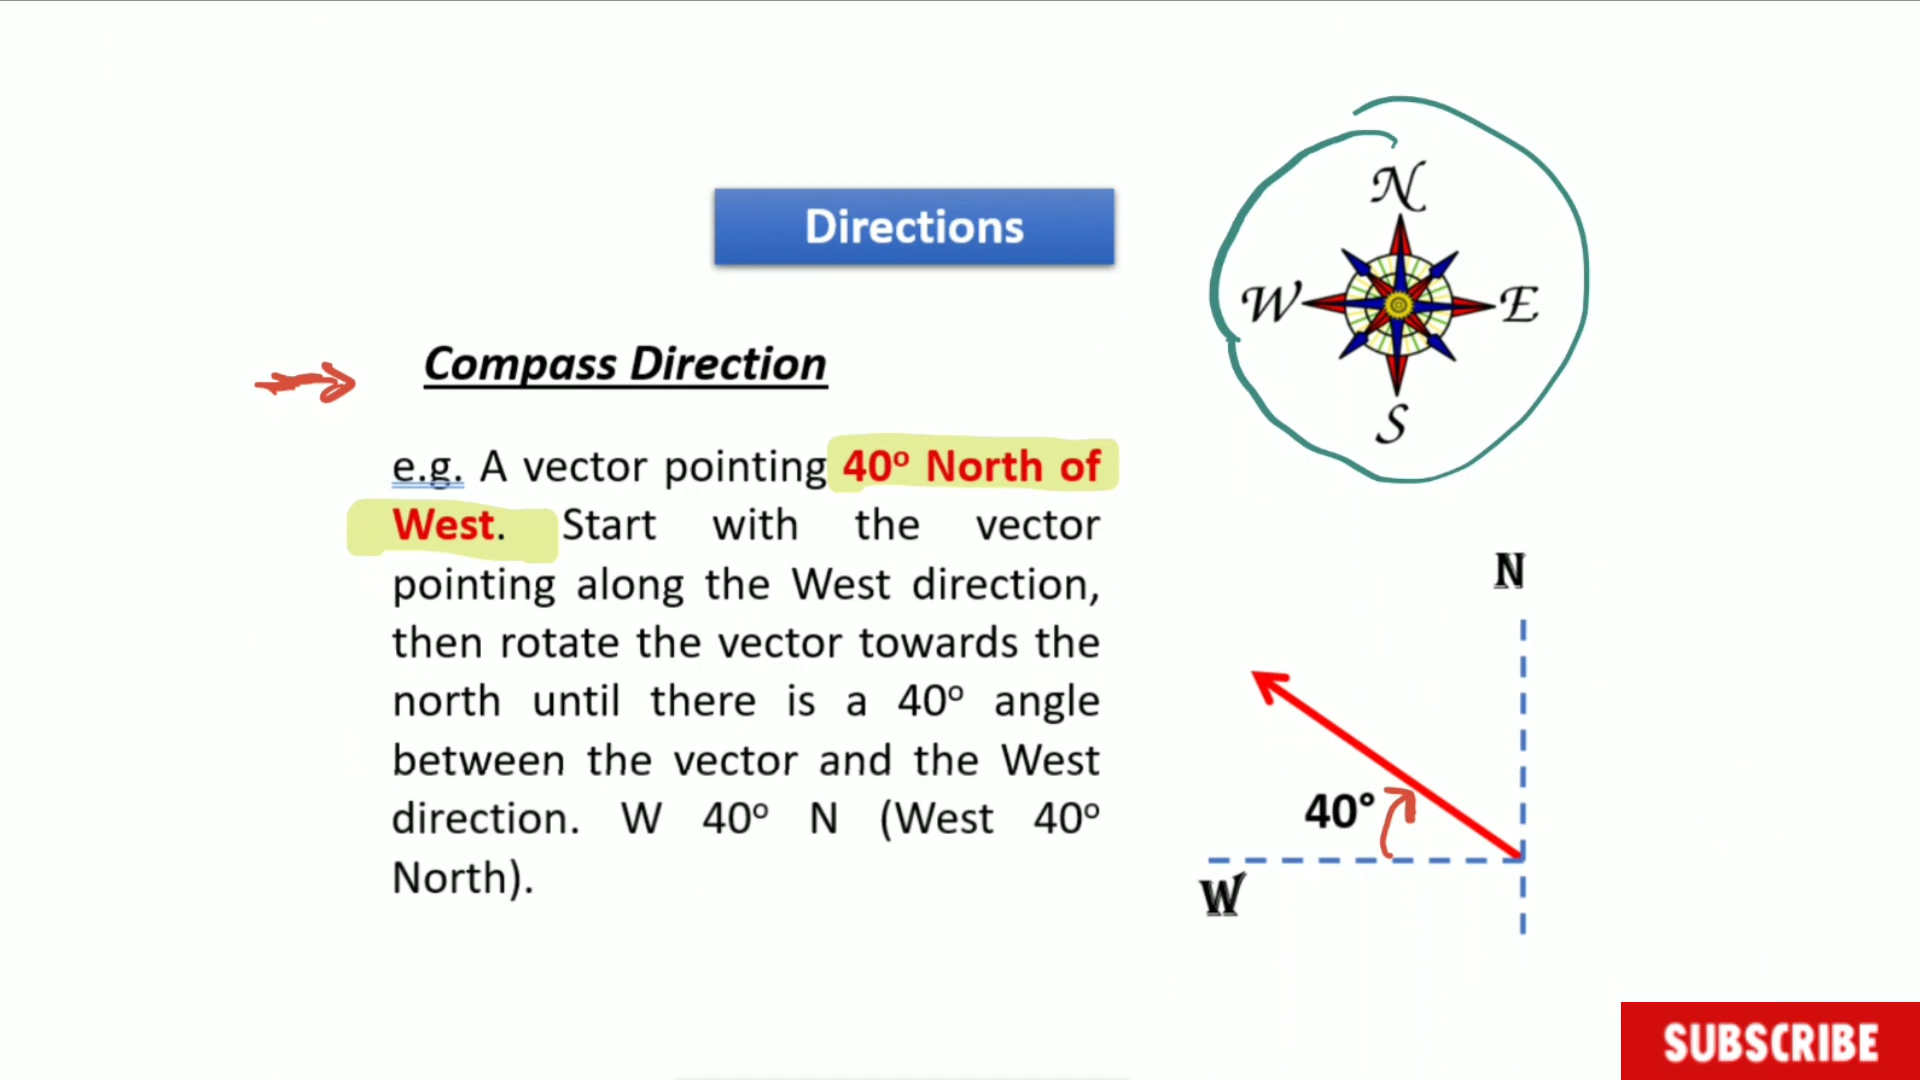 Directions
Compass Direction
e.g. A vector pointing 40º North of
West. Start with the vector
pointing along the West direction,
then rotate the vector towards the
north until there is a 40º angle
between the vector and the West
direction. W 40º N (West 40º
North).
N
W E
S
N
40°
W
SUBSCRIBE